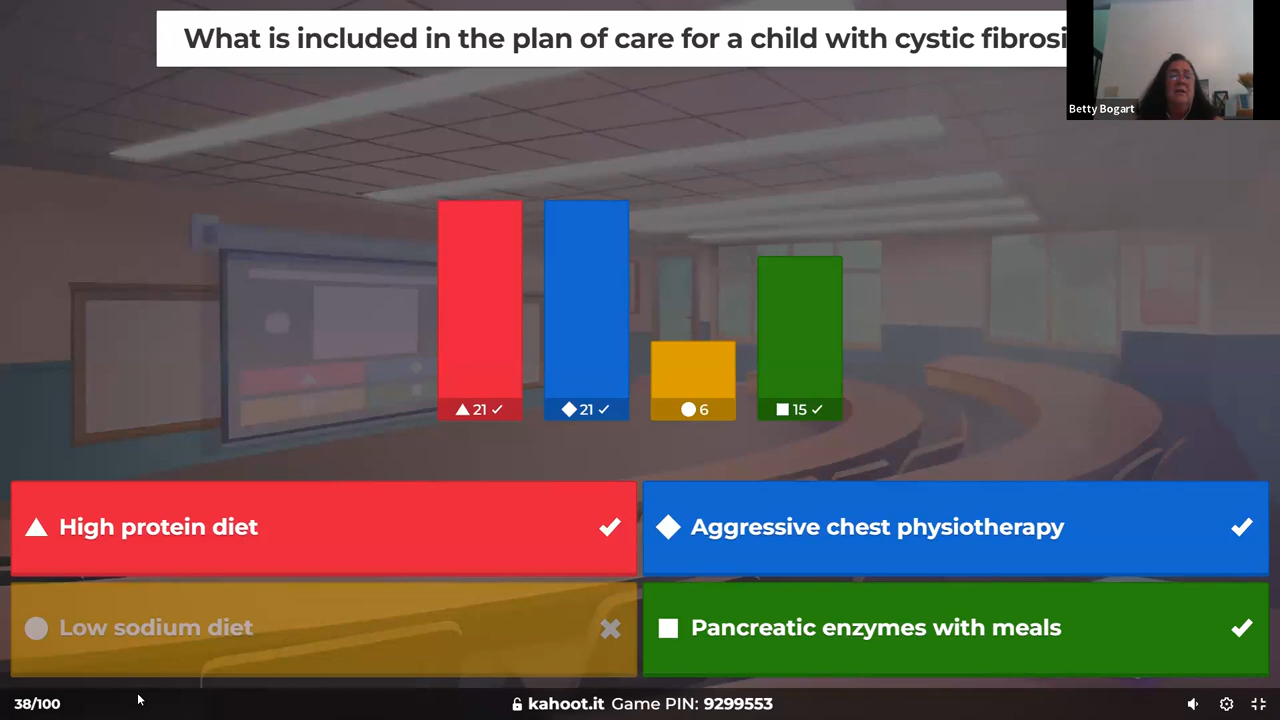 What is included in the plan of care for a child with cystic fibrosi
Betty Bogart
21
21
6
15
High protein diet
Aggressive chest physiotherapy
Low sodium diet
Pancreatic enzymes with meals
38/100
kahoot.it Game PIN: 9299553